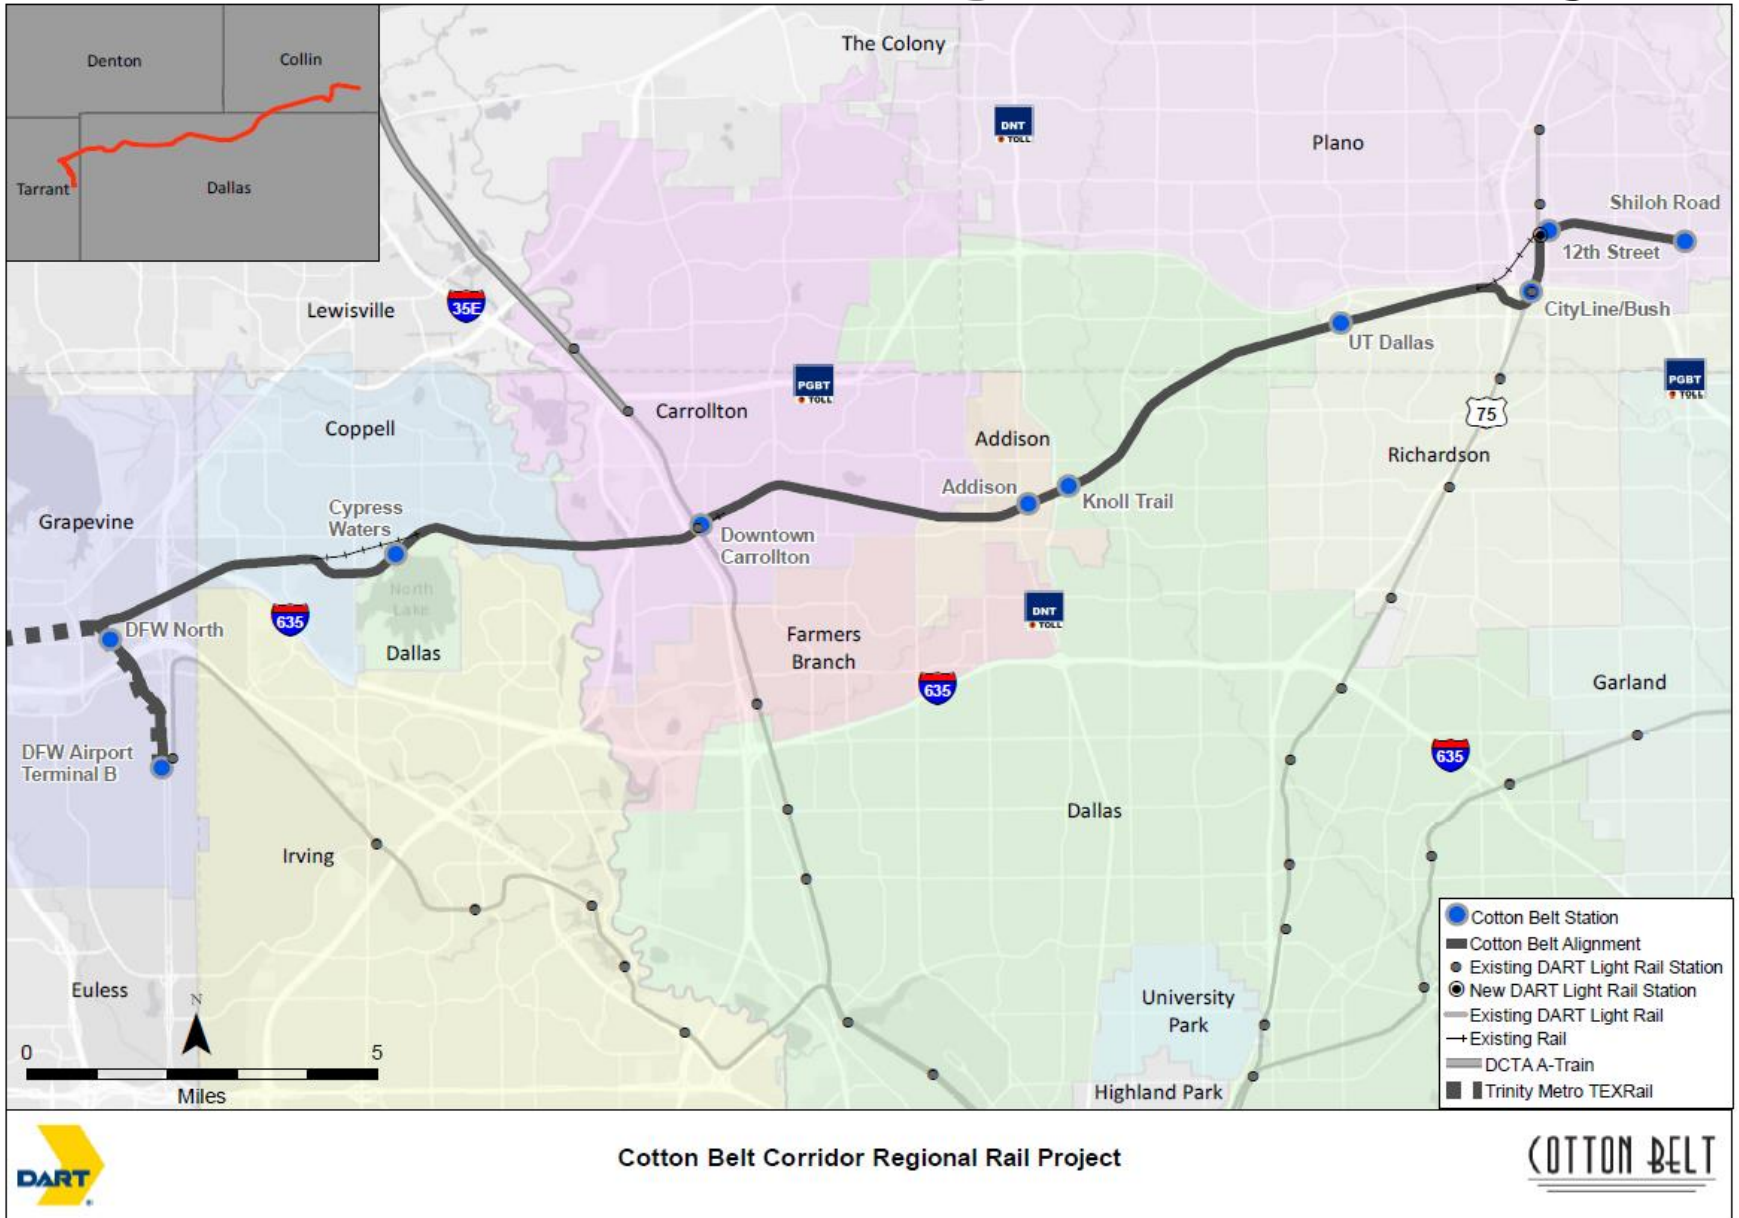 Denton
Collin
Tarrant
Dallas
The Colony
DNT
TOLL
Plano
Shiloh Road
12th Street
CityLine/Bush
UT Dallas
Lewisville
35E
PGBT
TOLL
PGBT
TOLL
Carrollton
75
Coppell
Addison
Richardson
Cypress
Waters
Addison
Knoll Trail
Grapevine
Downtown
Carrollton
North
Lake
635
DFW North
Dallas
DNT
TOLL
Farmers
Branch
635
Garland
DFW Airport
Terminal B
635
Irving
Dallas
Euless
University
Park
Highland Park
N
0
5
Miles
Cotton Belt Station
Cotton Belt Alignment
Existing DART Light Rail Station
New DART Light Rail Station
Existing DART Light Rail
Existing Rail
DCTA A-Train
Trinity Metro TEXRail
DART
Cotton Belt Corridor Regional Rail Project
COTTON BELT